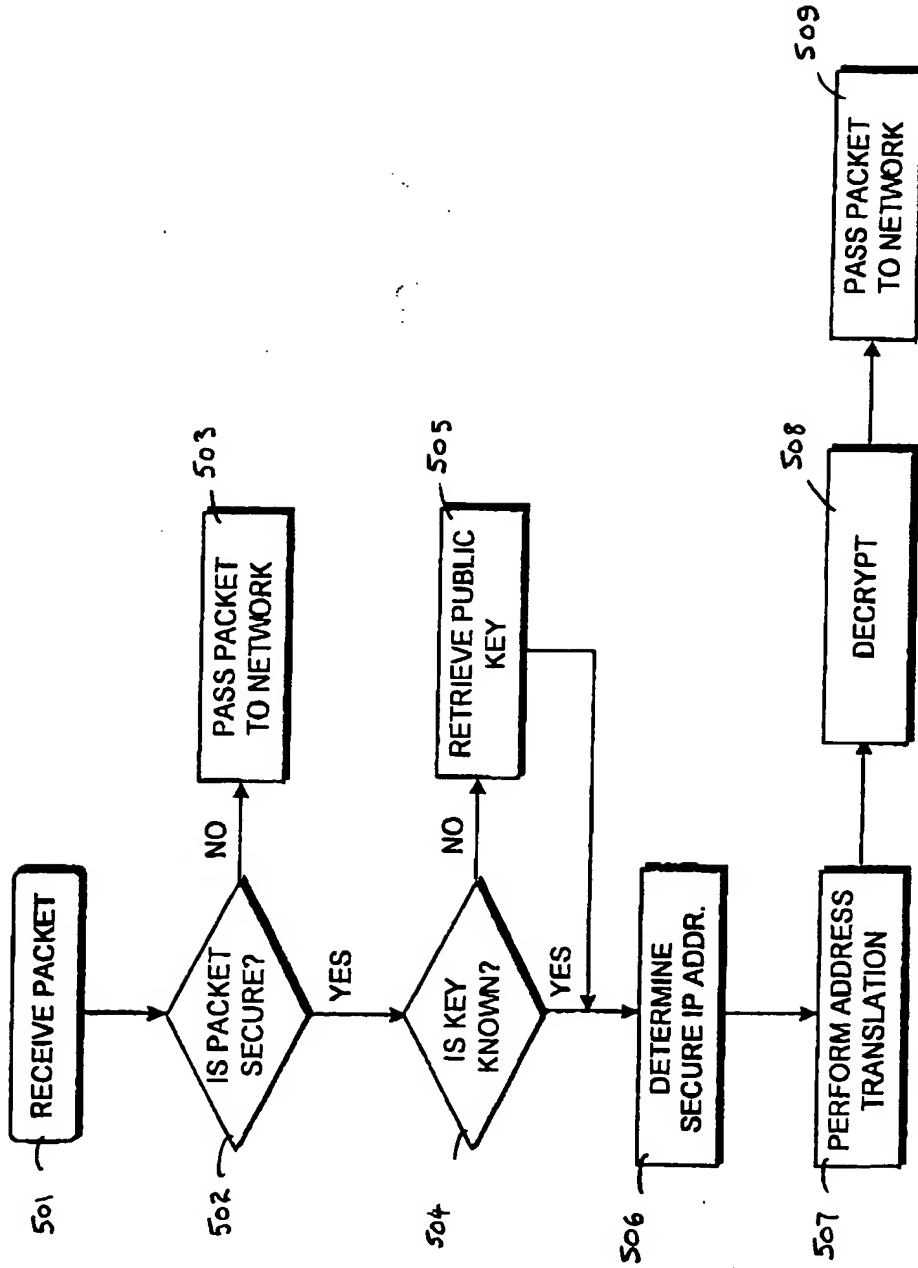 501
RECEIVE PACKET
502
IS PACKET
SECURE?
NO
503
PASS PACKET
TO NETWORK
YES
504
IS KEY
KNOWN?
NO
505
RETRIEVE PUBLIC
KEY
YES
506
DETERMINE
SECURE IP ADDR.
507
PERFORM ADDRESS
TRANSLATION
508
DECRYPT
509
PASS PACKET
TO NETWORK